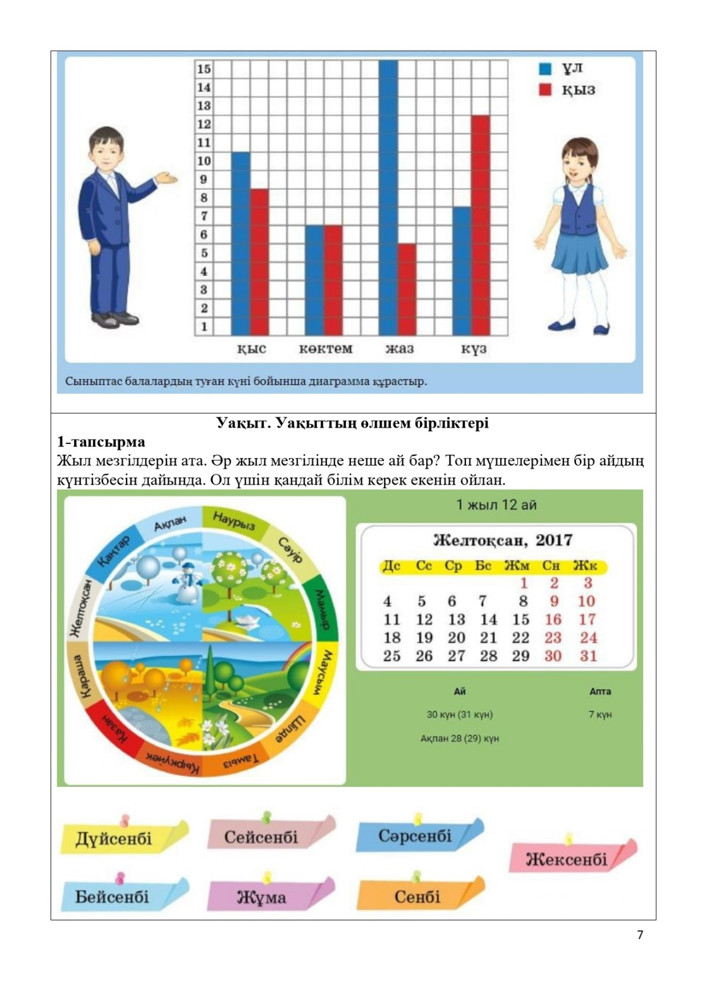 15
14
13
12
11
10
9
8
7
6
5
4
3
2
1
ұл
қыз
қыс көктем жаз күз
Сыныптас балалардың туған күні бойынша диаграмма құрастыр.
Уақыт. Уақыттың өлшем бірліктері
1-тапсырма
Жыл мезгілдерін ата. Әр жыл мезгілінде неше ай бар? Топ мүшелерімен бір айдың
күнтізбесін дайында. Ол үшін қандай білім керек екенін ойлан.
Қаңтар
Ақпан
Наурыз
Сәуір
Мамыр
Маусым
Шілде
Тамыз
Қыркүйек
Қазан
Қараша
Желтоқсан
1 жыл 12 ай
Желтоқсан, 2017
Дс Сс Ср Бс Жм Сн Жк
1 2 3
4 5 6 7 8 9 10
11 12 13 14 15 16 17
18 19 20 21 22 23 24
25 26 27 28 29 30 31
Ай Апта
30 күн (31 күн) 7 күн
Ақпан 28 (29) күн
Дүйсенбі Сейсенбі Сәрсенбі
Жексенбі
Бейсенбі Жұма Сенбі
7